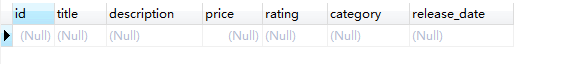 id title description price rating category release_date
(Null) (Null) (Null) (Null) (Null) (Null) (Null)